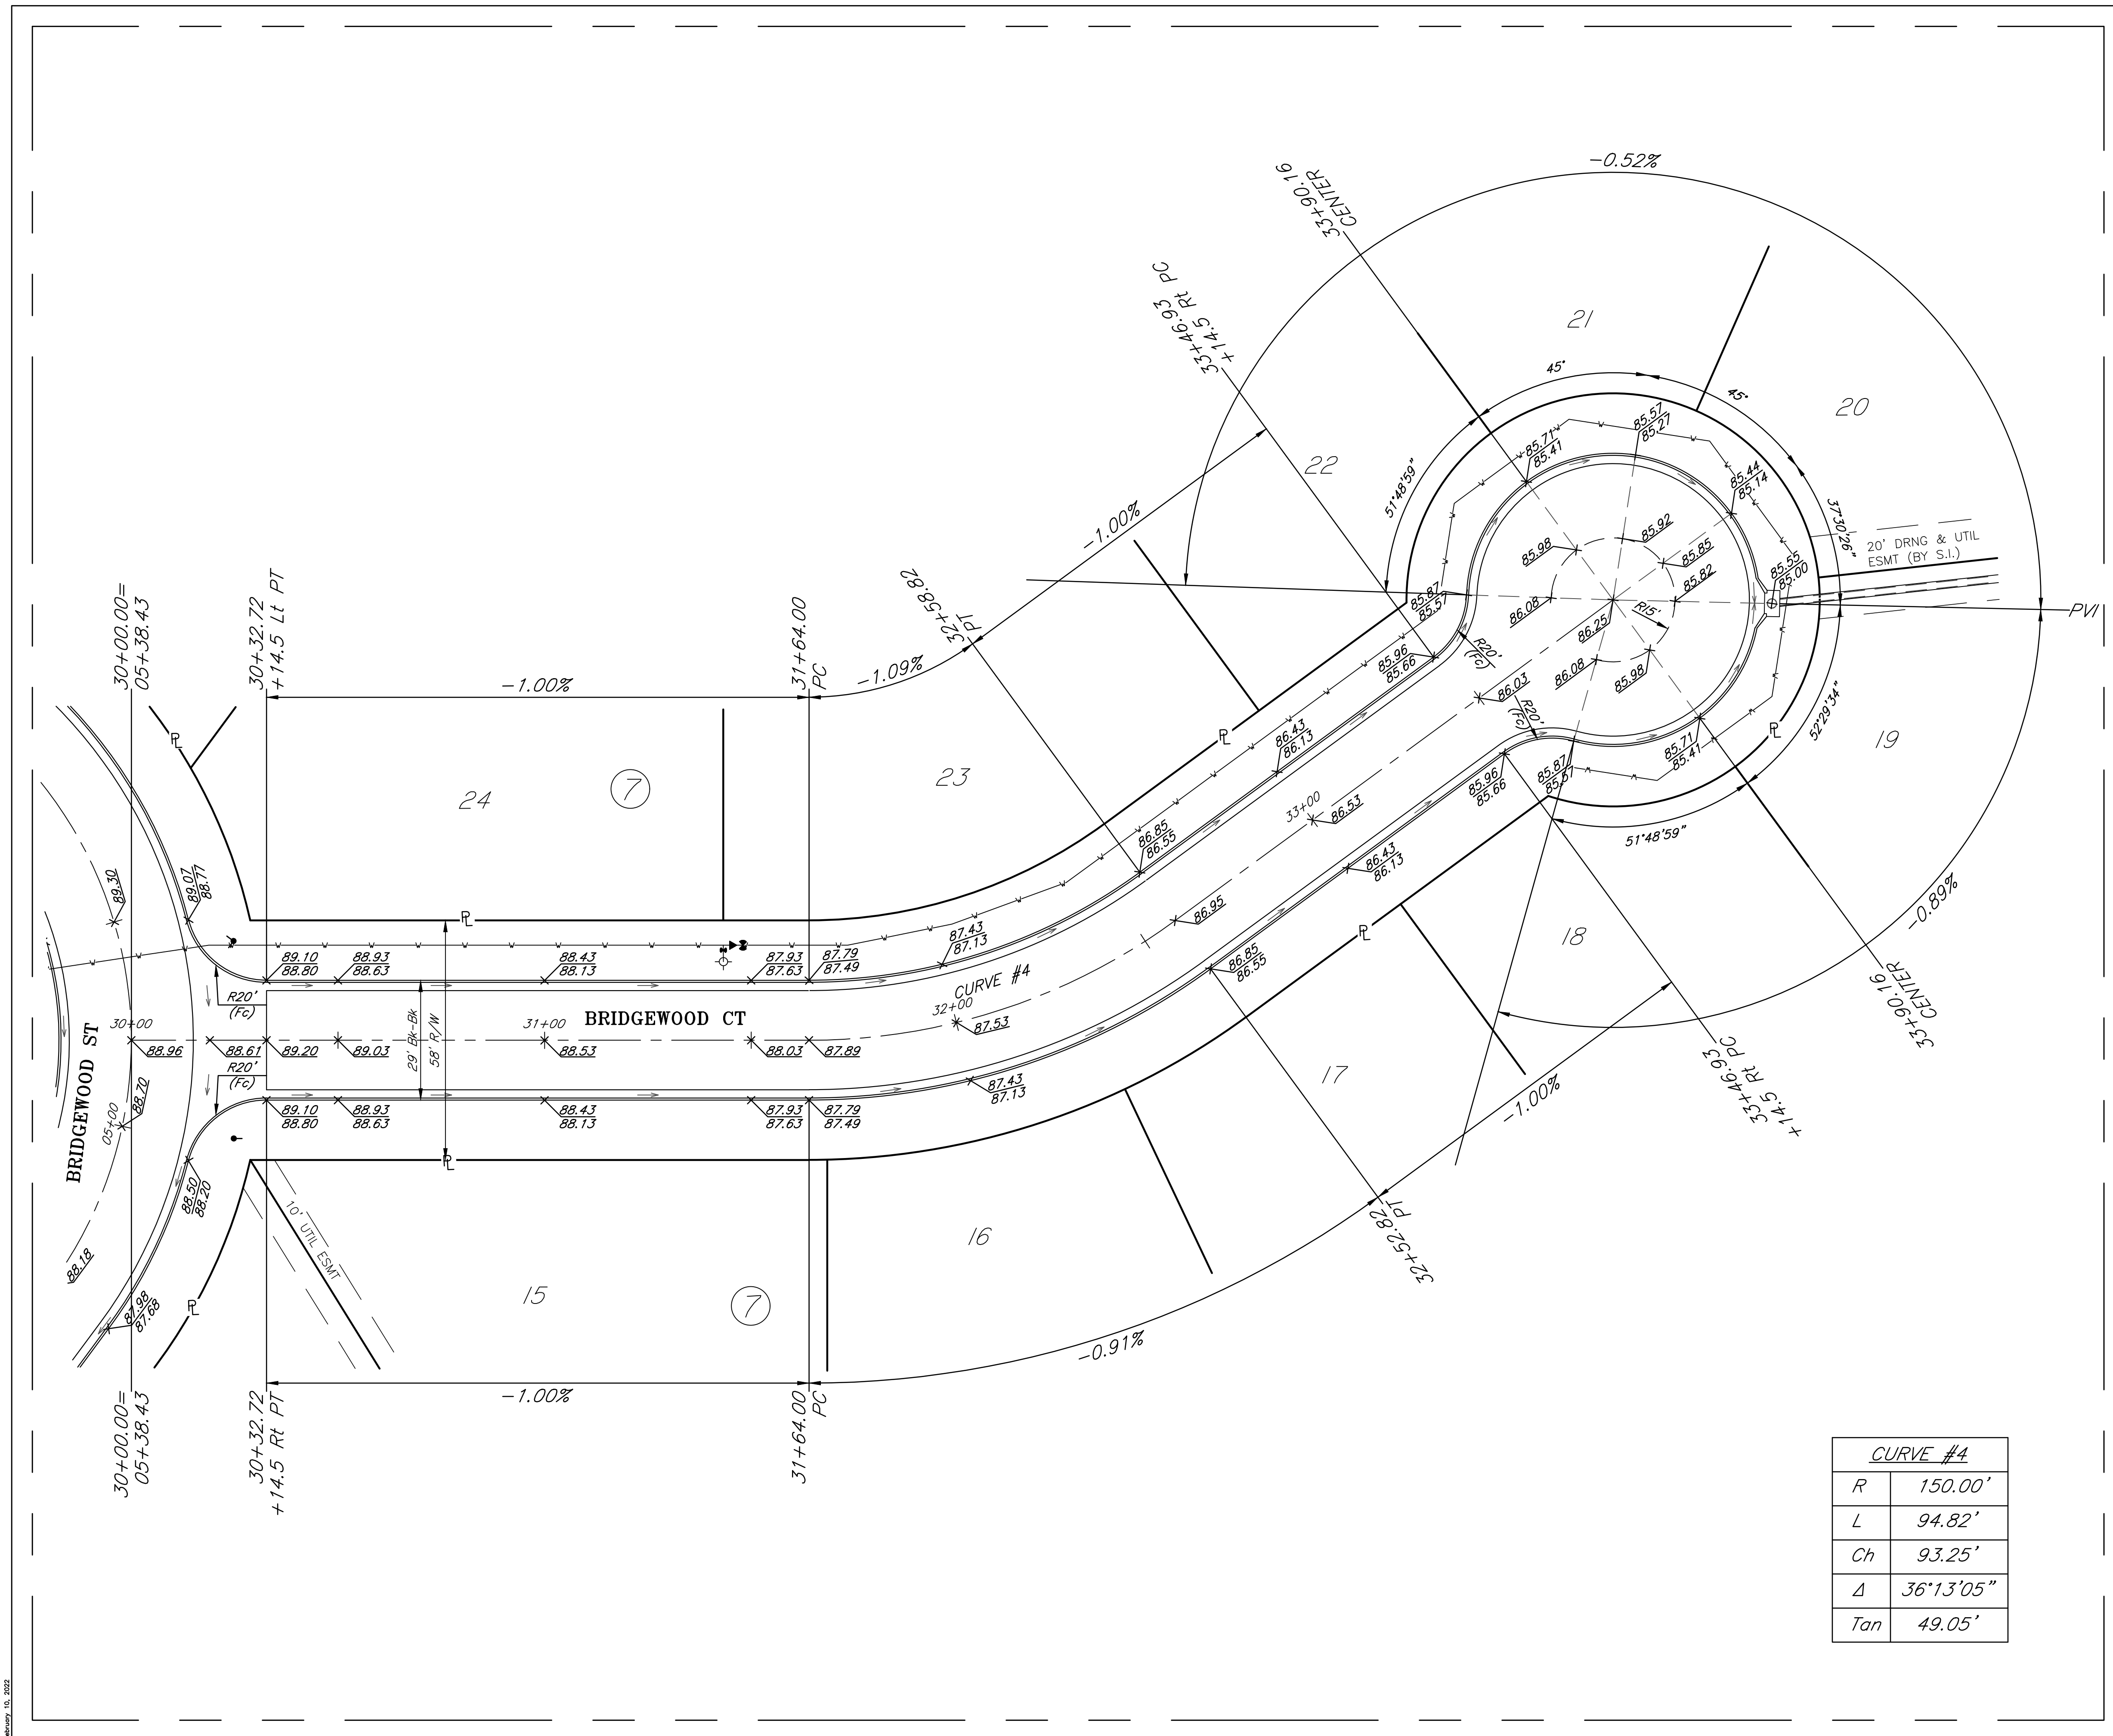 -0.52%
33+90.16
CENTER
33+46.93
+14.5 Rt PC
21
45°
45°
20
22
51°48'59"
37°30'26"
85.71
85.41
85.57
85.27
85.44
85.14
85.98
85.92
85.85
85.82
20' DRNG & UTIL
ESMT (BY S.I.)
85.55
85.00
PVI
-1.00%
32+58.82
PT
85.87
85.57
86.08
86.25
R15'
85.96
85.66
R20'
(Fc)
86.03
86.08
85.98
R20'
(Fc)
52°29'34"
19
85.71
85.41
85.87
85.57
85.96
85.66
51°48'59"
-0.89%
30+00.00=
05+38.43
30+32.72
+14.5 Lt PT
-1.00%
31+64.00
PC
-1.09%
PL
PL
PL
24
7
23
86.43
86.13
33+00
86.53
86.85
86.55
86.43
86.13
86.95
PL
18
33+90.16
CENTER
33+46.93
+14.5 Rt PC
89.30
89.07
88.77
PL
89.10
88.80
88.93
88.63
88.43
88.13
87.93
87.63
87.79
87.49
87.43
87.13
86.85
86.55
PL
R20'
(Fc)
CURVE #4
32+00
87.53
30+00
31+00
BRIDGEWOOD CT
29' Bk-Bk
58' R/W
88.96
88.61
89.20
89.03
88.53
88.03
87.89
BRIDGEWOOD ST
05+00
88.70
R20'
(Fc)
89.10
88.80
88.93
88.63
88.43
88.13
87.93
87.63
87.79
87.49
87.43
87.13
17
-1.00%
88.50
88.20
PL
10' UTIL ESMT
88.18
87.98
87.68
PL
15
7
16
32+52.82
PT
-0.91%
-1.00%
30+00.00=
05+38.43
30+32.72
+14.5 Rt PT
31+64.00
PC
CURVE #4
R 150.00'
L 94.82'
Ch 93.25'
Δ 36°13'05"
Tan 49.05'
10, 2022